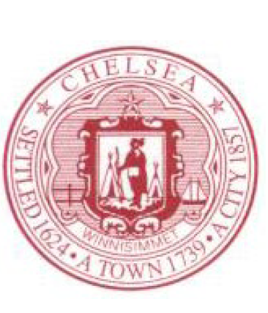 CHELSEA
SETTLED 1624 • A TOWN 1739 • A CITY 1857
WINNISIMMET